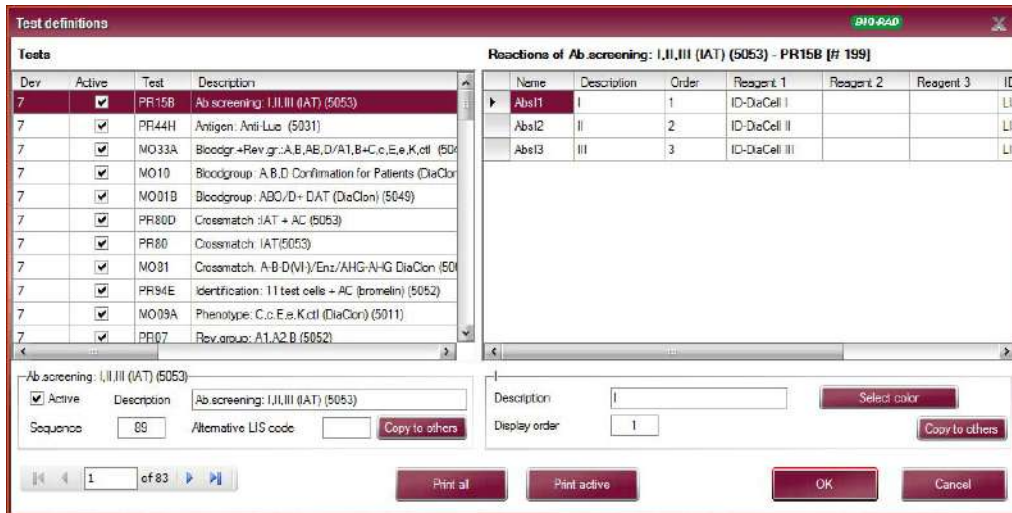 Test definitions
BIO-RAD
Tests
Reactions of Ab.screening: I,II,III (IAT) (5053) - PR15B [# 199]
Dev Active Test Description
7 PR15B Ab.screening: I,II,III (IAT) (5053)
7 PR44H Antigen: Anti-Lua (5031)
7 MO33A Bloodgr.+Rev.gr.:A,B,AB,D/A1,B+C,c,E,e,K,ctl (504
7 MO10 Bloodgroup: A,B,D Confirmation for Patients (DiaClon
7 MO01B Bloodgroup: ABO/D+ DAT (DiaClon) (5049)
7 PR80D Crossmatch :IAT + AC (5053)
7 PR80 Crossmatch: IAT(5053)
7 MO81 Crossmatch: A-B-D(VI-)/Enz/AHG-AHG DiaClon (50
7 PR94E Identification: 11 test cells + AC (bromelin) (5052)
7 MO09A Phenotype: C,c,E,e,K,ctl (DiaClon) (5011)
7 PR07 Rev.group: A1,A2,B (5052)
Name Description Order Reagent 1 Reagent 2 Reagent 3 ID
AbsI1 I 1 ID-DiaCell I LI
AbsI2 II 2 ID-DiaCell II LI
AbsI3 III 3 ID-DiaCell III LI
Ab.screening: I,II,III (IAT) (5053)
Active Description Ab.screening: I,II,III (IAT) (5053)
Sequence 89 Alternative LIS code Copy to others
I
Description I Select color
Display order 1 Copy to others
1 of 83
Print all Print active OK Cancel